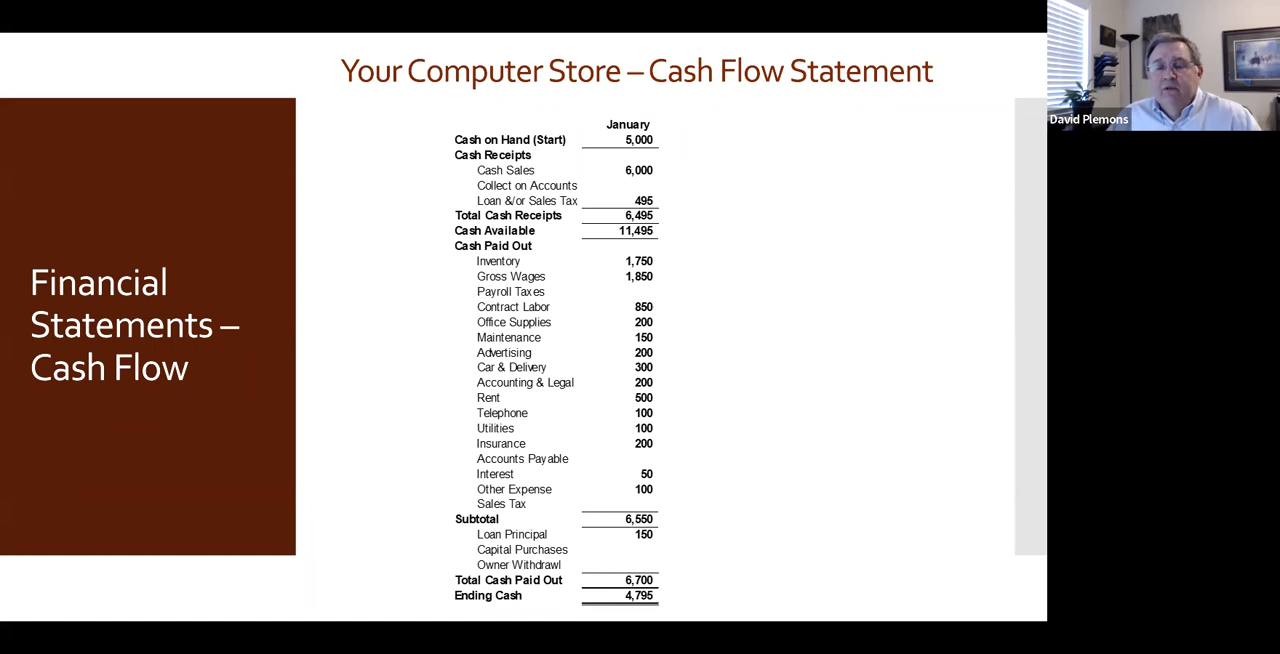 Your Computer Store – Cash Flow Statement
David Plemons
Financial
Statements –
Cash Flow
January
Cash on Hand (Start) 5,000
Cash Receipts
Cash Sales 6,000
Collect on Accounts
Loan &/or Sales Tax 495
Total Cash Receipts 6,495
Cash Available 11,495
Cash Paid Out
Inventory 1,750
Gross Wages 1,850
Payroll Taxes
Contract Labor 850
Office Supplies 200
Maintenance 150
Advertising 200
Car & Delivery 300
Accounting & Legal 200
Rent 500
Telephone 100
Utilities 100
Insurance 200
Accounts Payable
Interest 50
Other Expense 100
Sales Tax
Subtotal 6,550
Loan Principal 150
Capital Purchases
Owner Withdrawl
Total Cash Paid Out 6,700
Ending Cash 4,795